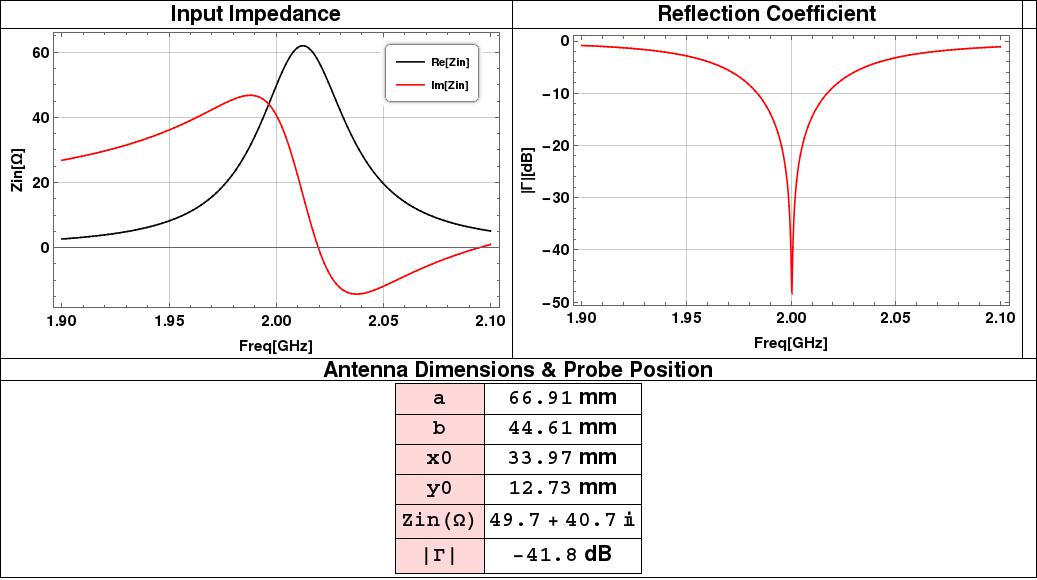 Input Impedance
60
40
20
0
Zin[Ω]
Re[Zin]
Im[Zin]
1.90 1.95 2.00 2.05 2.10
Freq[GHz]
Reflection Coefficient
0
-10
-20
-30
-40
-50
|Γ|[dB]
1.90 1.95 2.00 2.05 2.10
Freq[GHz]
Antenna Dimensions & Probe Position
a 66.91 mm
b 44.61 mm
x0 33.97 mm
y0 12.73 mm
Zin(Ω) 49.7 + 40.7 i
|Γ| -41.8 dB